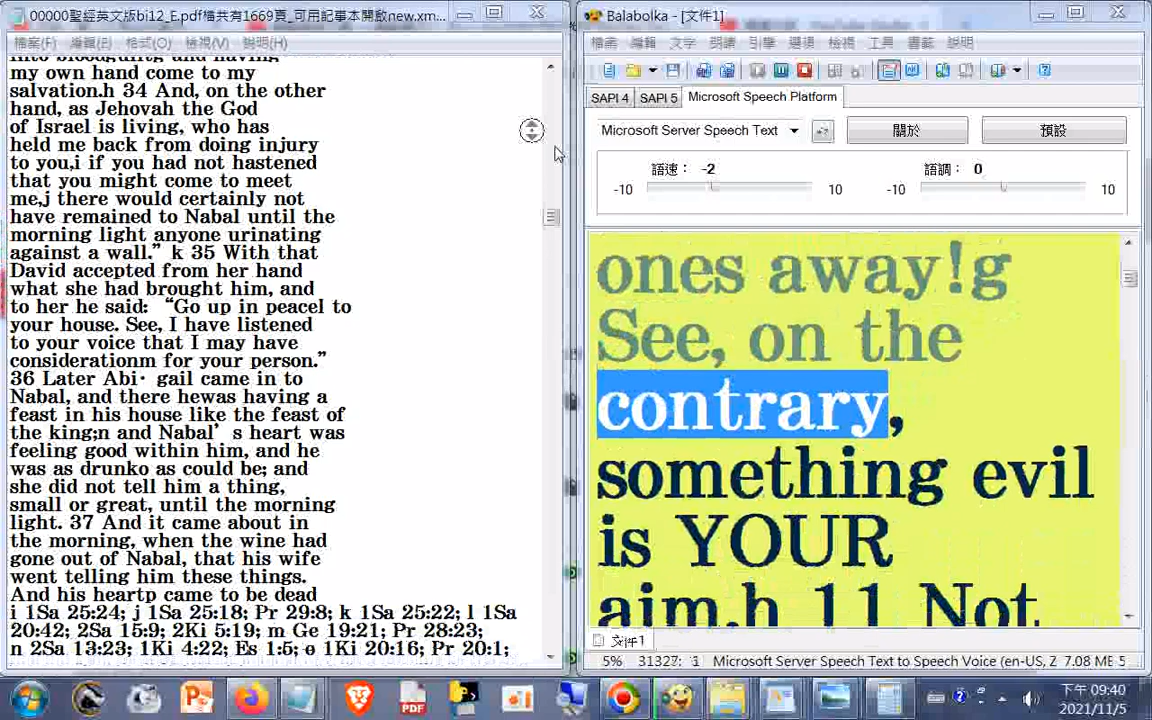 00000聖經英文版bi12_E.pdf檔共有1669頁_可用記事本開啟new.xm...
檔案(F) 編輯(E) 格式(O) 檢視(V) 說明(H)
into bloodguilt and having
my own hand come to my
salvation.h 34 And, on the other
hand, as Jehovah the God
of Israel is living, who has
held me back from doing injury
to you,i if you had not hastened
that you might come to meet
me,j there would certainly not
have remained to Nabal until the
morning light anyone urinating
against a wall.” k 35 With that
David accepted from her hand
what she had brought him, and
to her he said: “Go up in peacel to
your house. See, I have listened
to your voice that I may have
considerationm for your person.”
36 Later Abi· gail came in to
Nabal, and there hewas having a
feast in his house like the feast of
the king;n and Nabal’ s heart was
feeling good within him, and he
was as drunko as could be; and
she did not tell him a thing,
small or great, until the morning
light. 37 And it came about in
the morning, when the wine had
gone out of Nabal, that his wife
went telling him these things.
And his heartp came to be dead
i 1Sa 25:24; j 1Sa 25:18; Pr 29:8; k 1Sa 25:22; l 1Sa
20:42; 2Sa 15:9; 2Ki 5:19; m Ge 19:21; Pr 28:23;
n 2Sa 13:23; 1Ki 4:22; Es 1:5; o 1Ki 20:16; Pr 20:1;
Balabolka - [文件1]
檔案 編輯 文字 朗讀 引擎 選項 檢視 工具 書籤 說明
SAPI 4 SAPI 5 Microsoft Speech Platform
Microsoft Server Speech Text 關於 預設
語速： -2 語調： 0
-10 10 -10 10
ones away!g
See, on the
contrary,
something evil
is YOUR
aim.h 11 Not
文件1
5% 31327: 1 Microsoft Server Speech Text to Speech Voice (en-US, Z 7.08 MB 5
PDF
下午 09:40
2021/11/5